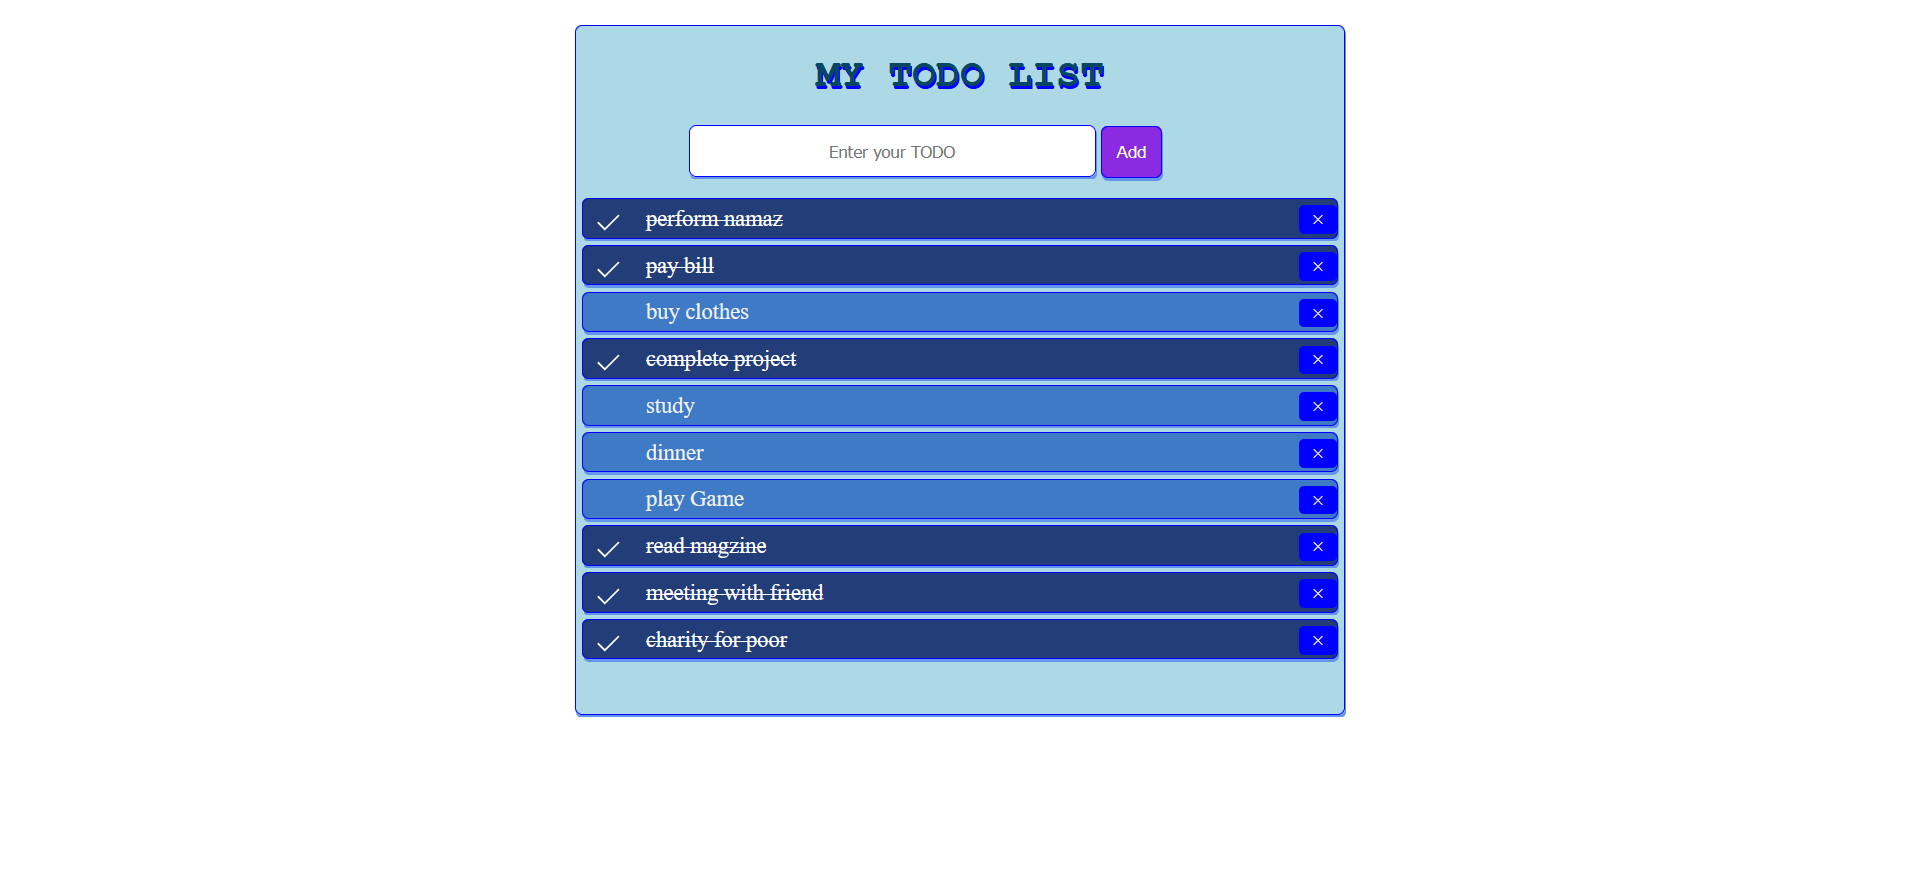 MY TODO LIST
Enter your TODO Add
perform namaz ×
pay bill ×
buy clothes ×
complete project ×
study ×
dinner ×
play Game ×
read magzine ×
meeting with friend ×
charity for poor ×